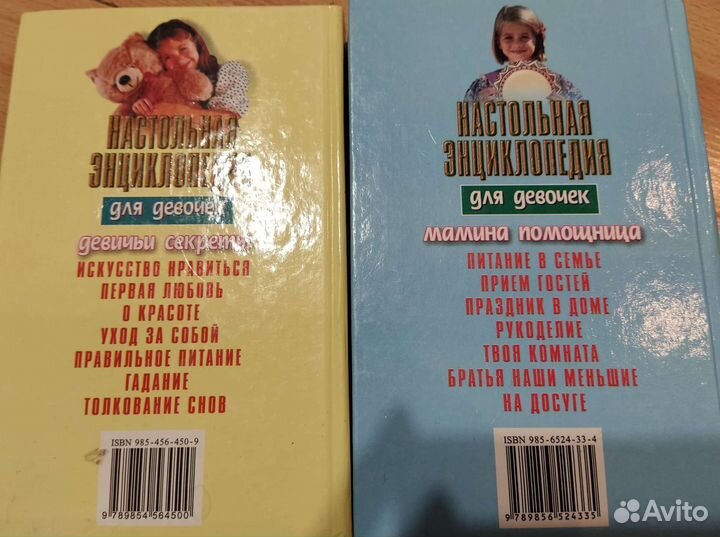 НАСТОЛЬНАЯ
ЭНЦИКЛОПЕДИЯ
для девочек
девичьи секреты
ИСКУССТВО НРАВИТЬСЯ
ПЕРВАЯ ЛЮБОВЬ
О КРАСОТЕ
УХОД ЗА СОБОЙ
ПРАВИЛЬНОЕ ПИТАНИЕ
ГАДАНИЕ
ТОЛКОВАНИЕ СНОВ
ISBN 985-456-450-9
9 789854 564500
НАСТОЛЬНАЯ
ЭНЦИКЛОПЕДИЯ
для девочек
мамина помощница
ПИТАНИЕ В СЕМЬЕ
ПРИЕМ ГОСТЕЙ
ПРАЗДНИК В ДОМЕ
РУКОДЕЛИЕ
ТВОЯ КОМНАТА
БРАТЬЯ НАШИ МЕНЬШИЕ
НА ДОСУГЕ
ISBN 985-6524-33-4
9 789856 524335
Avito